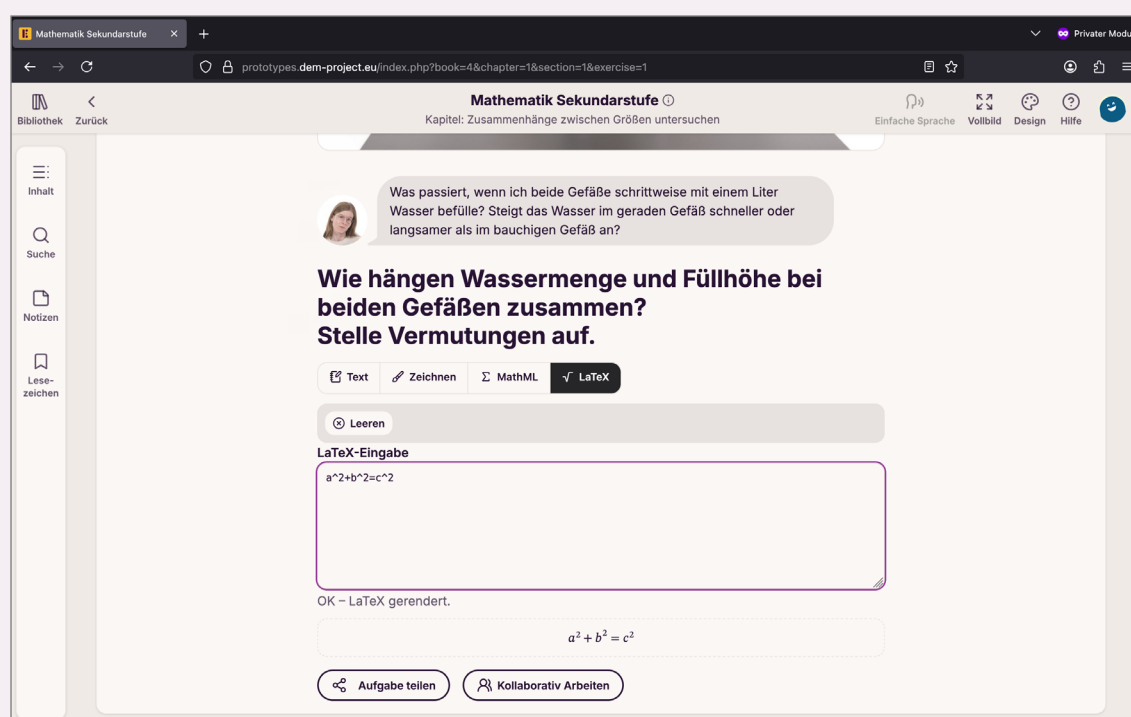 Mathematik Sekundarstufe
Privater Modu
prototypes.dem-project.eu/index.php?book=4&chapter=1&section=1&exercise=1
Bibliothek
Zurück
Mathematik Sekundarstufe
Kapitel: Zusammenhänge zwischen Größen untersuchen
Einfache Sprache
Vollbild
Design
Hilfe
Inhalt
Suche
Notizen
Lese-
zeichen
Was passiert, wenn ich beide Gefäße schrittweise mit einem Liter
Wasser befülle? Steigt das Wasser im geraden Gefäß schneller oder
langsamer als im bauchigen Gefäß an?
Wie hängen Wassermenge und Füllhöhe bei
beiden Gefäßen zusammen?
Stelle Vermutungen auf.
Text
Zeichnen
Σ MathML
√ LaTeX
Leeren
LaTeX-Eingabe
a^2+b^2=c^2
OK – LaTeX gerendert.
a² + b² = c²
Aufgabe teilen
Kollaborativ Arbeiten